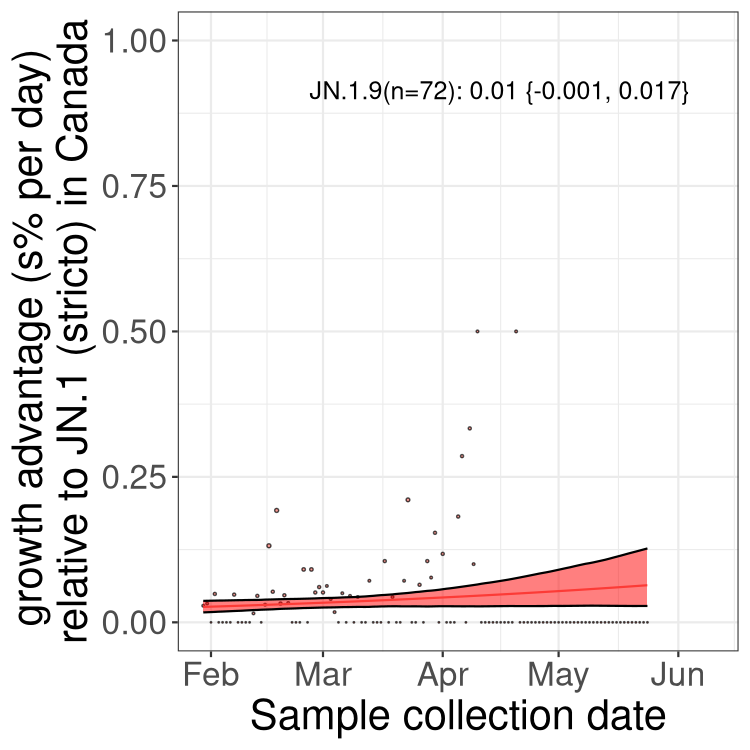 growth advantage (s% per day)
relative to JN.1 (stricto) in Canada
1.00
0.75
0.50
0.25
0.00
JN.1.9(n=72): 0.01 {-0.001, 0.017}
Feb Mar Apr May Jun
Sample collection date